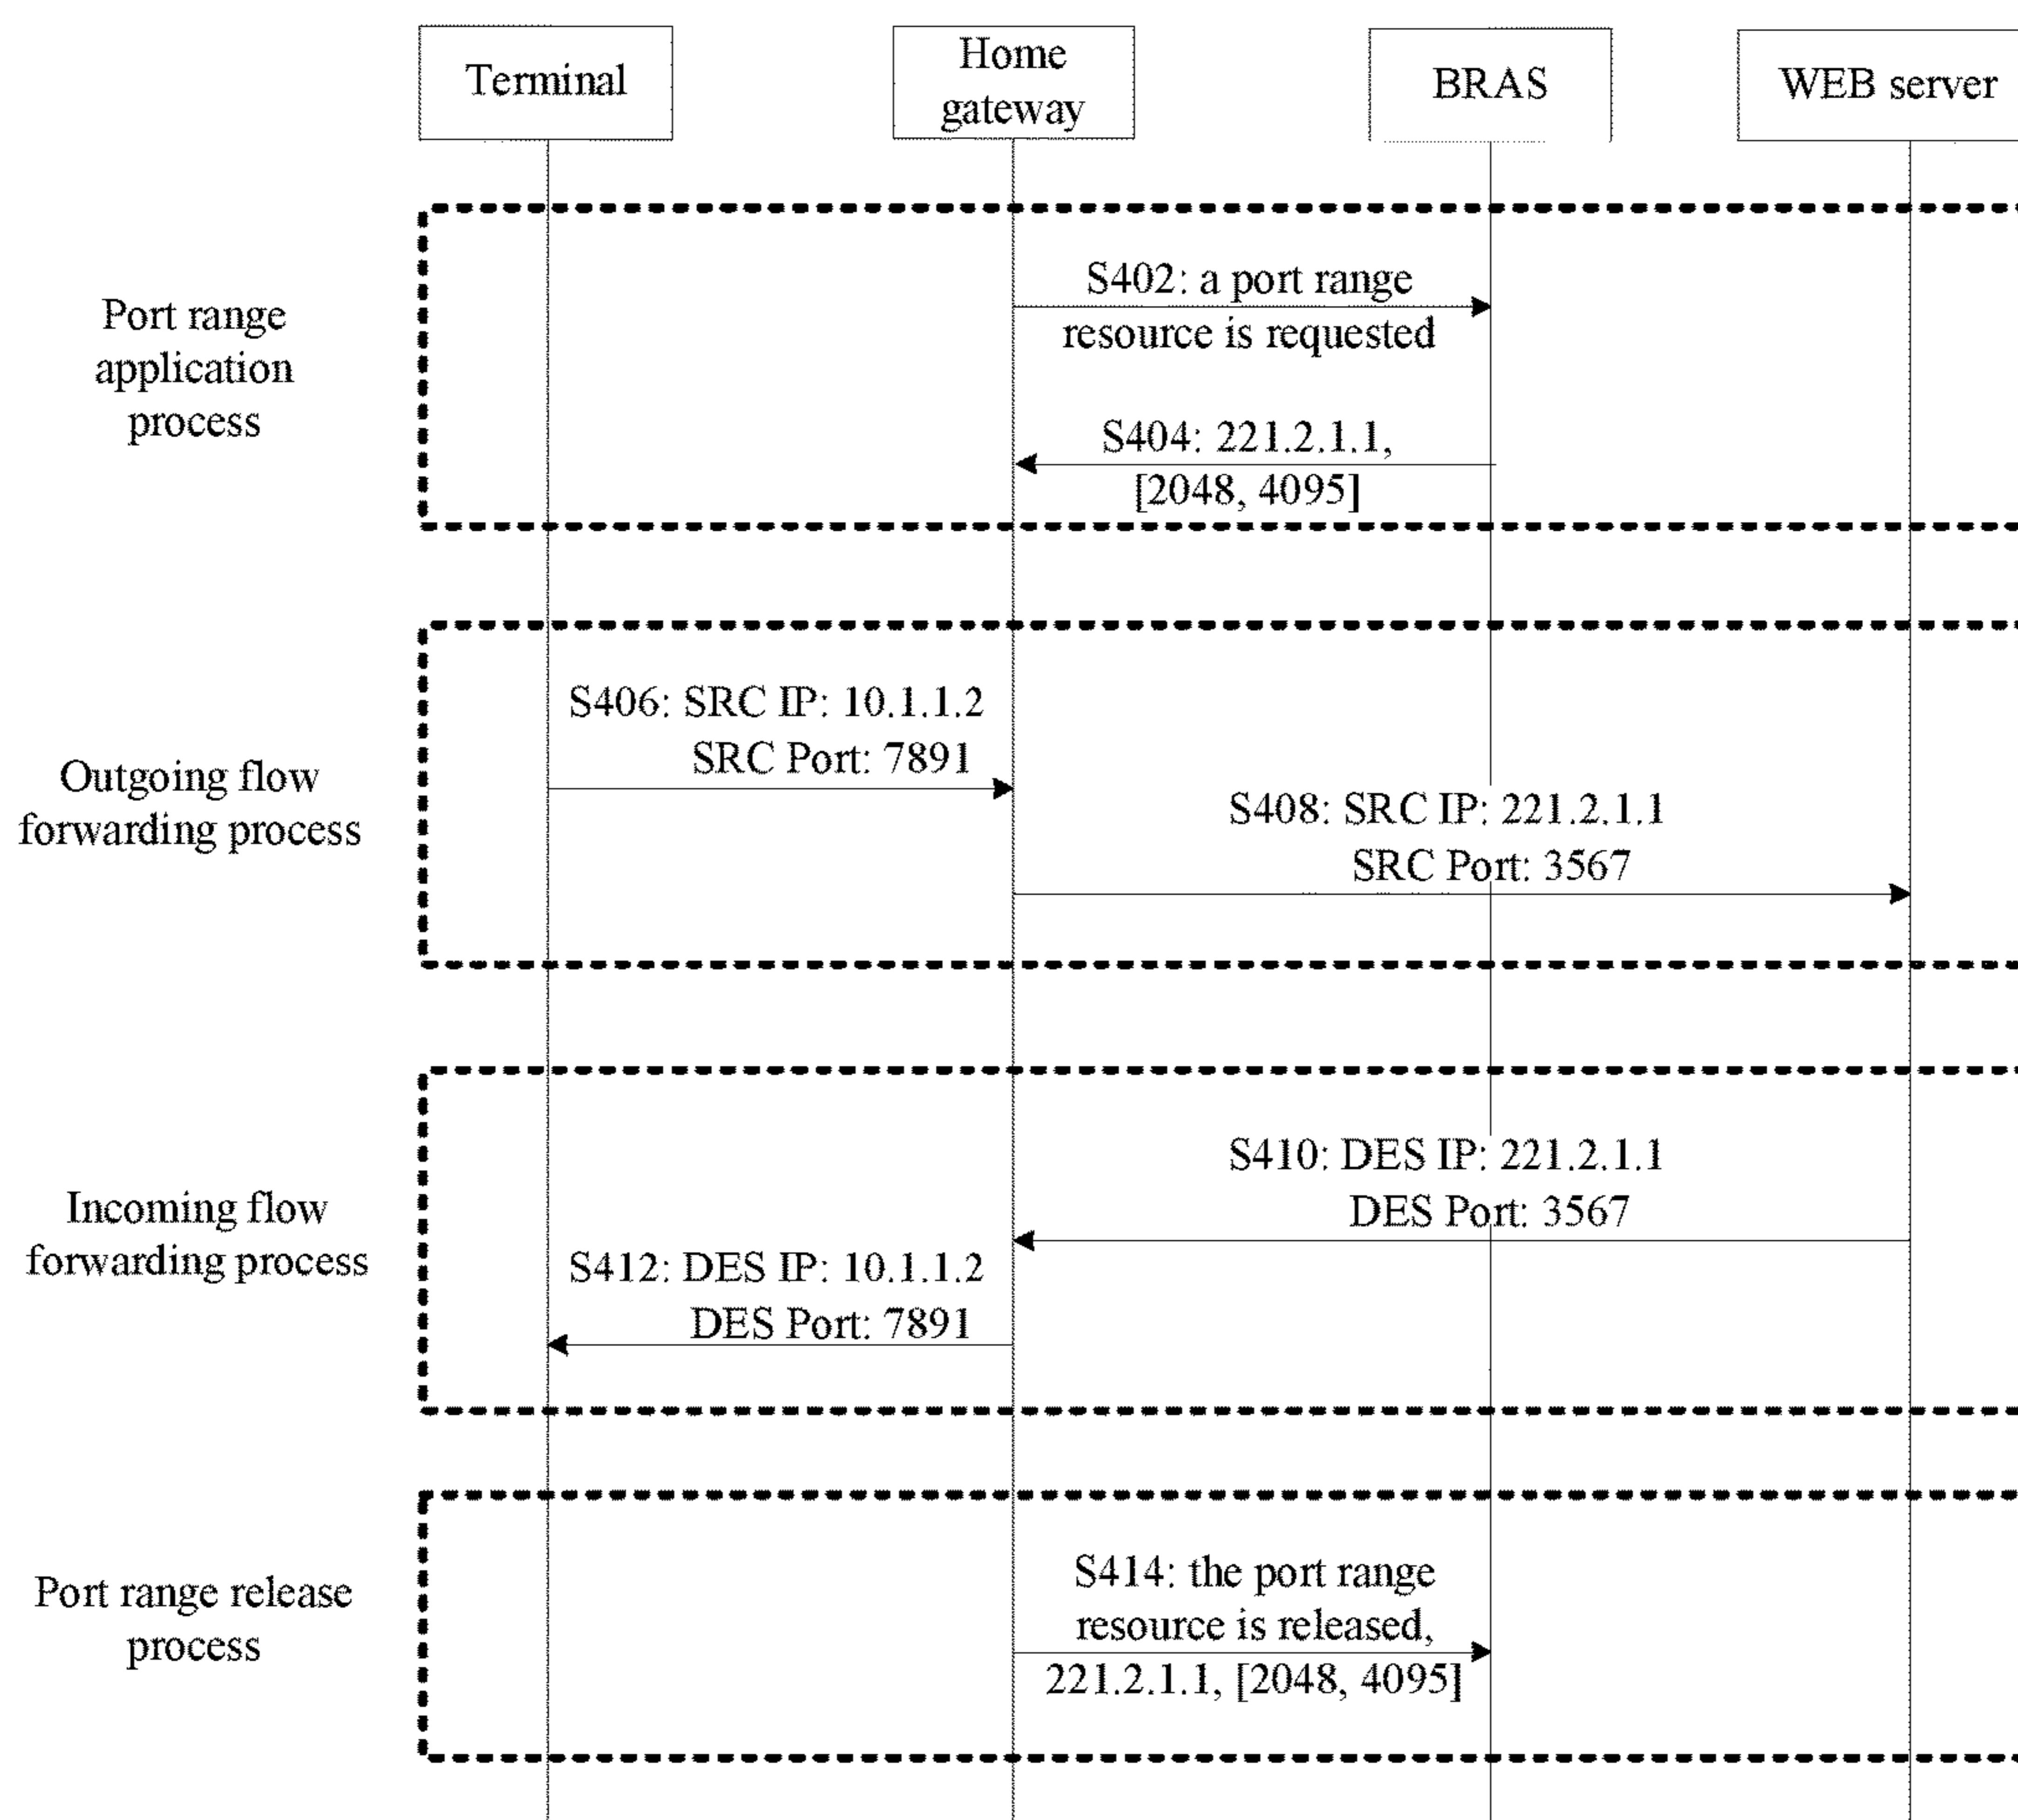 Terminal
Home
gateway
BRAS
WEB server
Port range
application
process
S402: a port range
resource is requested
S404: 221.2.1.1,
[2048, 4095]
Outgoing flow
forwarding process
S406: SRC IP: 10.1.1.2
SRC Port: 7891
S408: SRC IP: 221.2.1.1
SRC Port: 3567
Incoming flow
forwarding process
S410: DES IP: 221.2.1.1
DES Port: 3567
S412: DES IP: 10.1.1.2
DES Port: 7891
Port range release
process
S414: the port range
resource is released,
221.2.1.1, [2048, 4095]